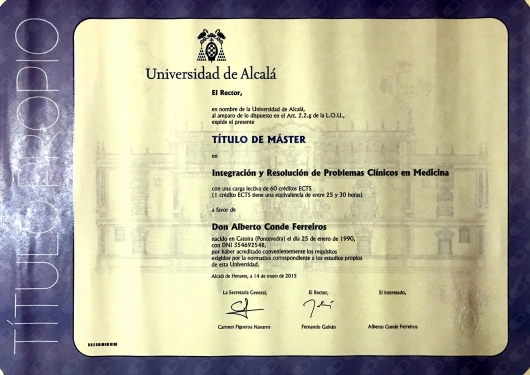 TÍTULO PROPIO
Universidad de Alcalá
El Rector,
en nombre de la Universidad de Alcalá,
al amparo de lo dispuesto en el Art. 2.2.g de la L.O.U.,
expide el presente
TÍTULO DE MÁSTER
en
Integración y Resolución de Problemas Clínicos en Medicina
con una carga lectiva de 60 créditos ECTS
(1 crédito ECTS tiene una equivalencia de entre 25 y 30 horas)
a favor de
Don Alberto Conde Ferreiros
nacido en Catoira (Pontevedra) el día 25 de enero de 1990,
con DNI 354692548,
por haber acreditado convenientemente los requisitos
exigidos por la normativa correspondiente a los estudios propios
de esta Universidad.
Alcalá de Henares, a 14 de mayo de 2015
La Secretaria General,
El Rector,
El Interesado,
Carmen Figueroa Navarro
Fernando Galván
Alberto Conde Ferreiros